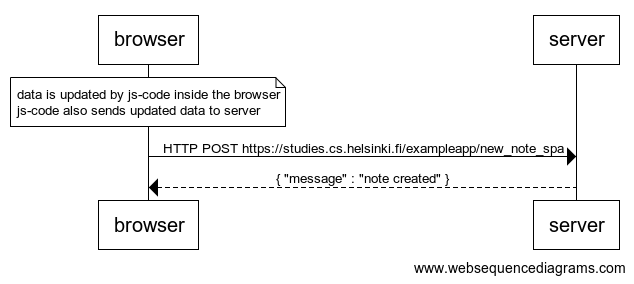 browser
server
data is updated by js-code inside the browser
js-code also sends updated data to server
HTTP POST https://studies.cs.helsinki.fi/exampleapp/new_note_spa
{ "message" : "note created" }
browser
server
www.websequencediagrams.com